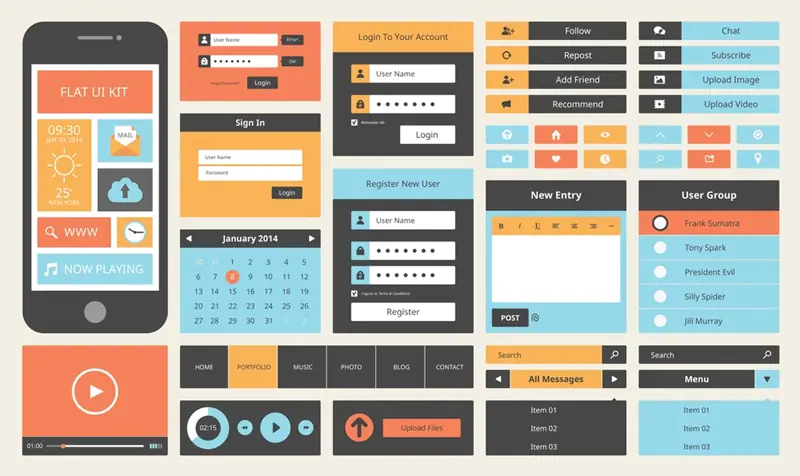 FLAT UI KIT
09:30
JAN 10, 2014
25°
NEW YORK
MAIL
WWW
NOW PLAYING
01:00
User Name
Error!
Ok!
Forgot Password?
Login
Sign In
User Name
Password
Login
January 2014
30 31 1 2 3 4 5
6 7 8 9 10 11 12
13 14 15 16 17 18 19
20 21 22 23 24 25 26
27 28 29 30 31 1 2
Login To Your Account
User Name
Remember Me
Login
Register New User
User Name
I agree to Terms & Conditions
Register
HOME
PORTFOLIO
MUSIC
PHOTO
BLOG
CONTACT
02:15
Upload Files
Follow
Repost
Add Friend
Recommend
Chat
Subscribe
Upload Image
Upload Video
New Entry
B I U
POST
User Group
Frank Sumatra
Tony Spark
President Evil
Silly Spider
Jill Murray
Search
All Messages
Item 01
Item 02
Item 03
Search
Menu
Item 01
Item 02
Item 03